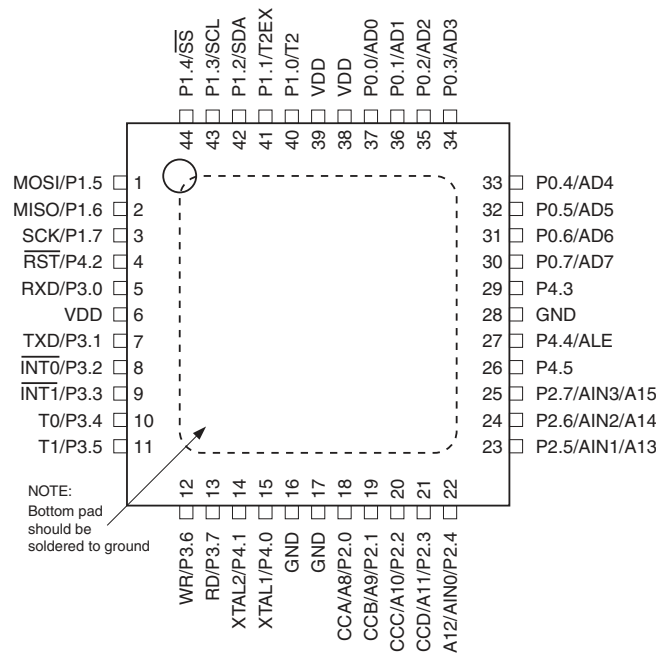 P1.4/S̅S̅
P1.3/SCL
P1.2/SDA
P1.1/T2EX
P1.0/T2
VDD
VDD
P0.0/AD0
P0.1/AD1
P0.2/AD2
P0.3/AD3
44
43
42
41
40
39
38
37
36
35
34
MOSI/P1.5 1
MISO/P1.6 2
SCK/P1.7 3
R̅S̅T̅/P4.2 4
RXD/P3.0 5
VDD 6
TXD/P3.1 7
I̅N̅T̅0̅/P3.2 8
I̅N̅T̅1̅/P3.3 9
T0/P3.4 10
T1/P3.5 11
33 P0.4/AD4
32 P0.5/AD5
31 P0.6/AD6
30 P0.7/AD7
29 P4.3
28 GND
27 P4.4/ALE
26 P4.5
25 P2.7/AIN3/A15
24 P2.6/AIN2/A14
23 P2.5/AIN1/A13
NOTE:
Bottom pad
should be
soldered to ground
12
13
14
15
16
17
18
19
20
21
22
WR/P3.6
RD/P3.7
XTAL2/P4.1
XTAL1/P4.0
GND
GND
CCA/A8/P2.0
CCB/A9/P2.1
CCC/A10/P2.2
CCD/A11/P2.3
A12/AIN0/P2.4